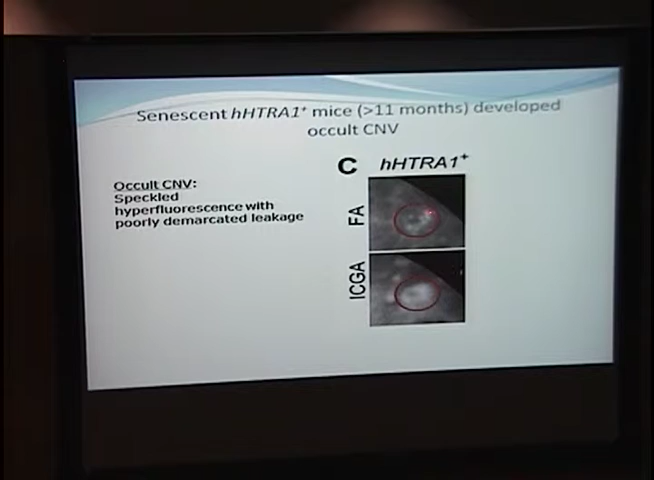 Senescent hHTRA1⁺ mice (>11 months) developed
occult CNV
Occult CNV:
Speckled
hyperfluorescence with
poorly demarcated leakage
C hHTRA1⁺
FA
ICGA